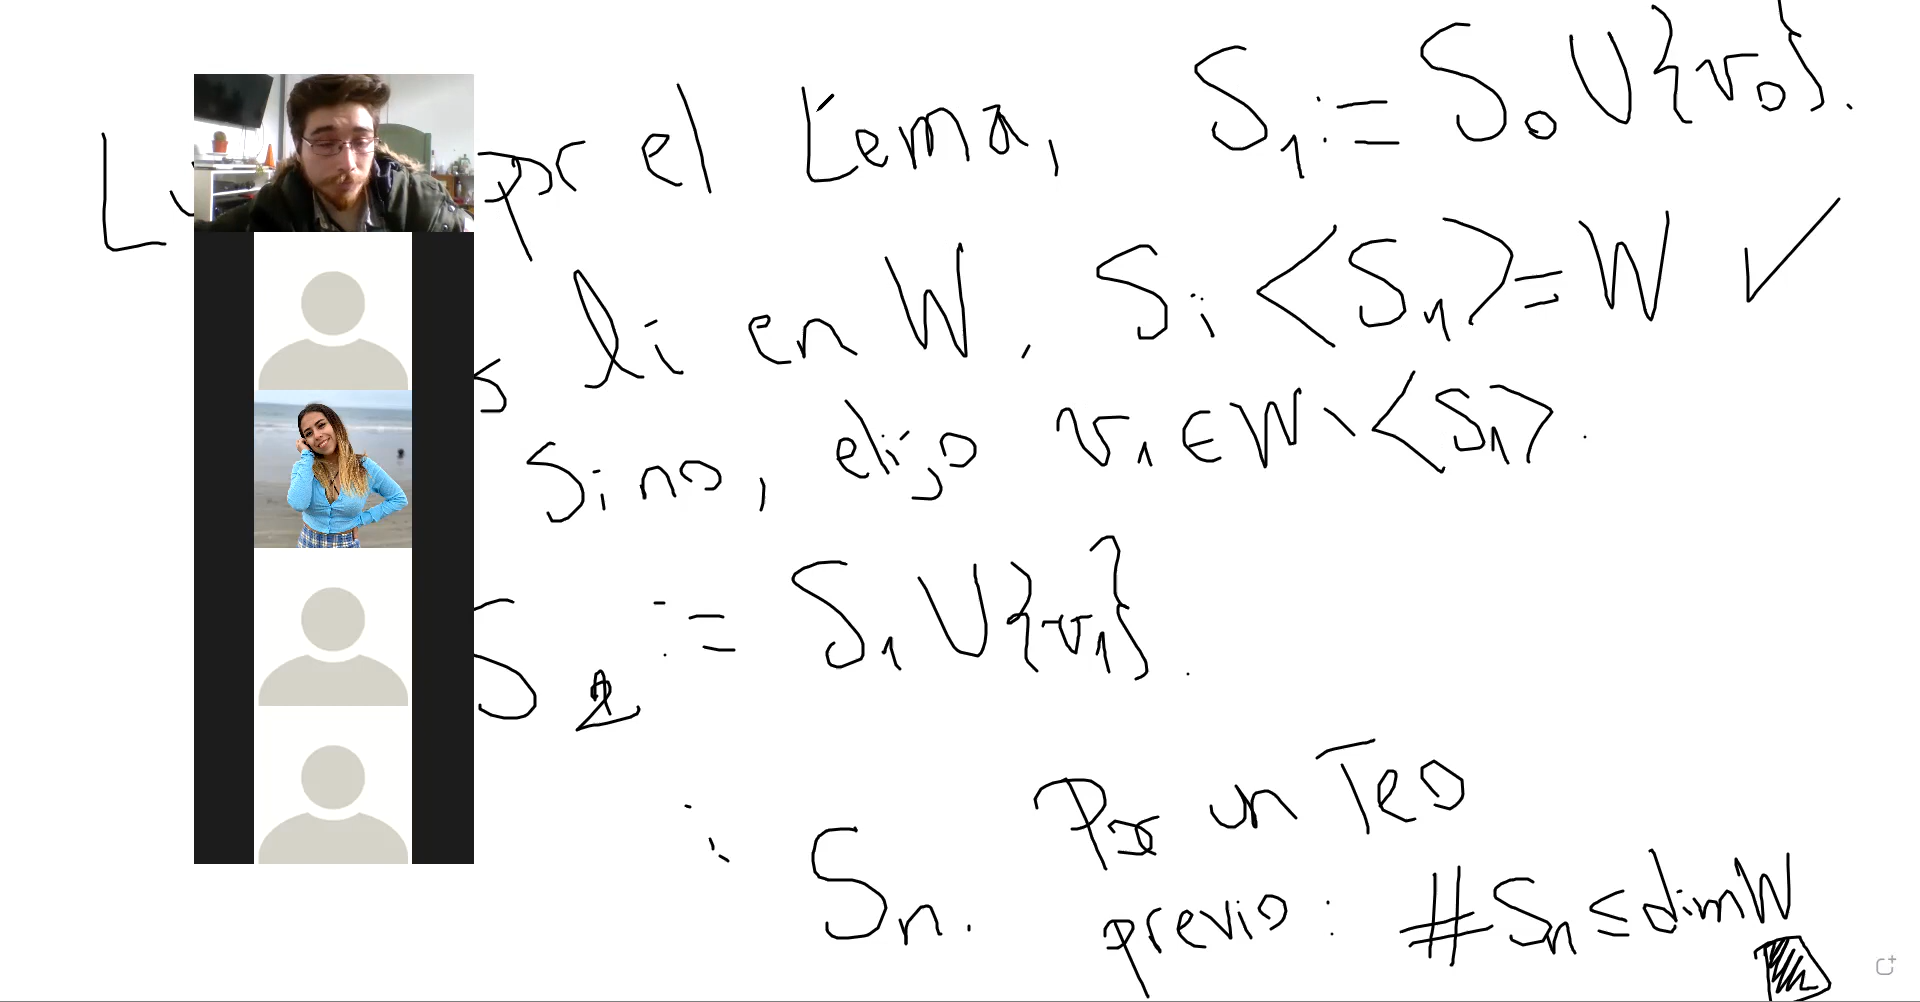 por el Lema, S₁ := S₀ ∪ {v₀}.
li en W. Si ⟨S₁⟩ = W ✓
Sino, elijo v₁ ∈ W \ ⟨S₁⟩.
S₂ := S₁ ∪ {v₁}.
⋱
Sₙ. Por un Teo
previo: #Sₙ ≤ dim W